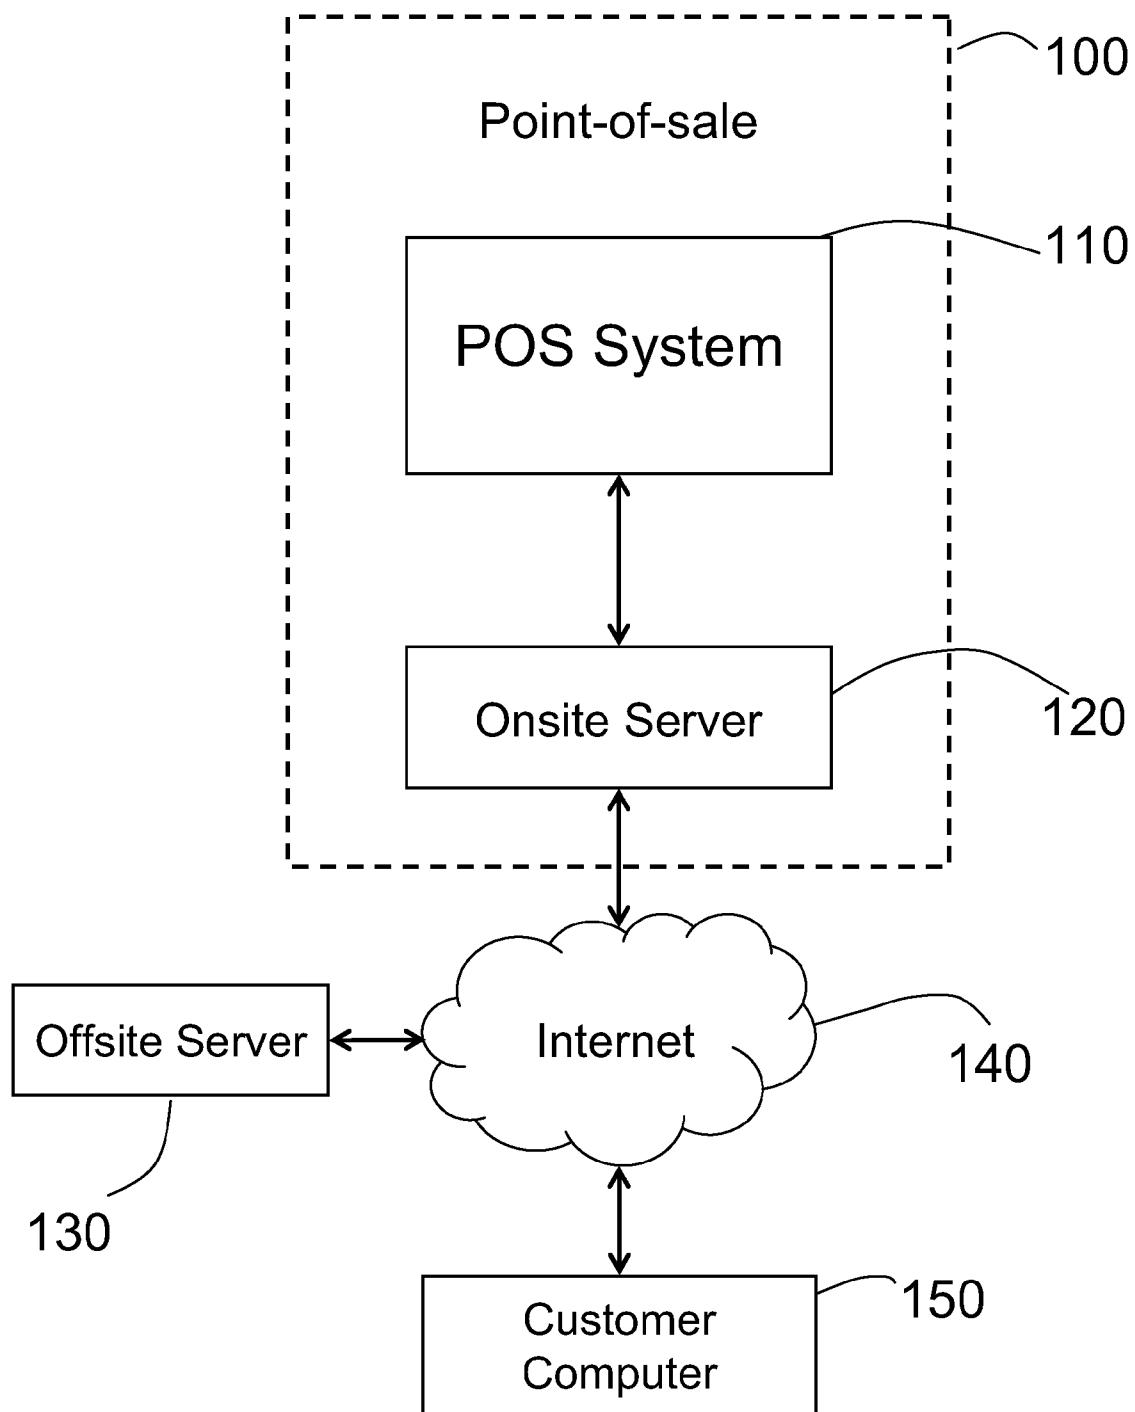 100
Point-of-sale
110
POS System
Onsite Server
120
Offsite Server
Internet
140
130
150
Customer
Computer